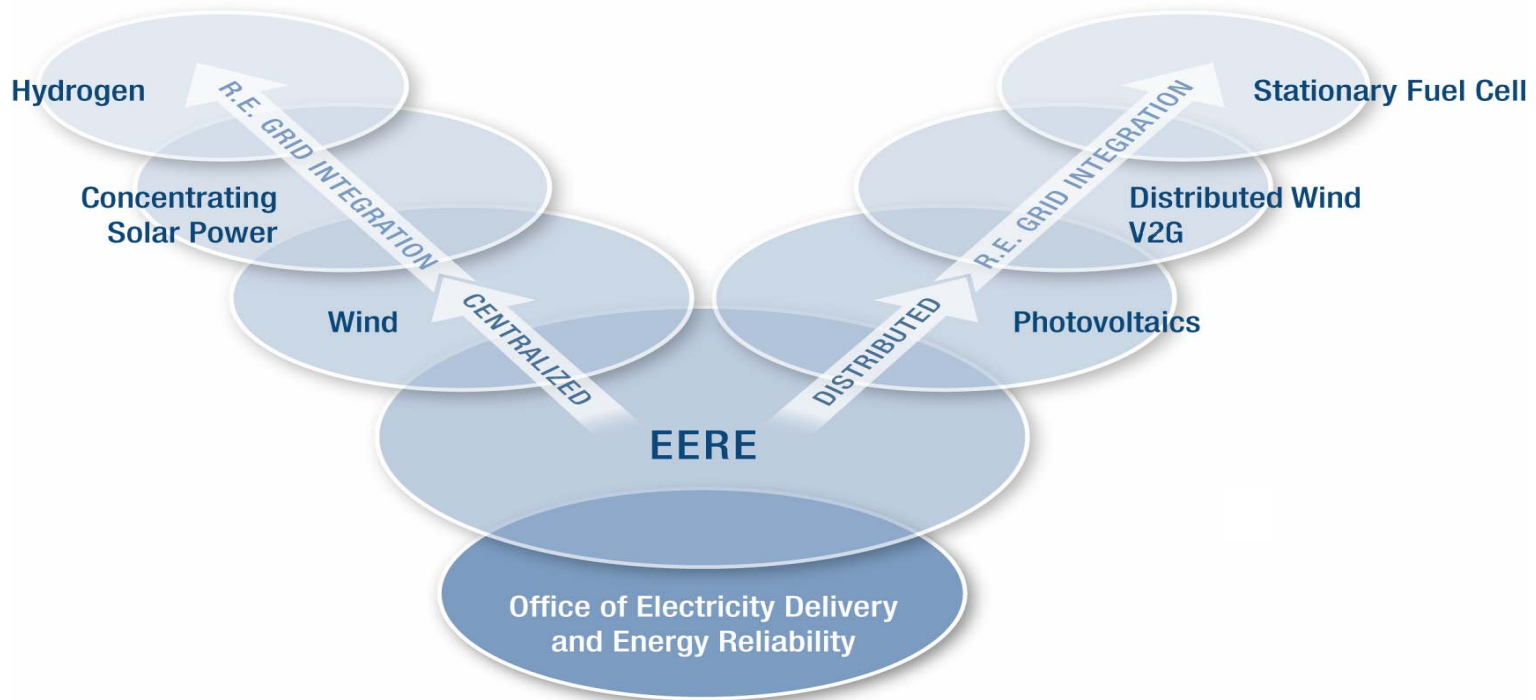 Hydrogen
R.E. GRID INTEGRATION
R.E. GRID INTEGRATION
Stationary Fuel Cell
Concentrating
Solar Power
Distributed Wind
V2G
Wind
CENTRALIZED
DISTRIBUTED
Photovoltaics
EERE
Office of Electricity Delivery
and Energy Reliability